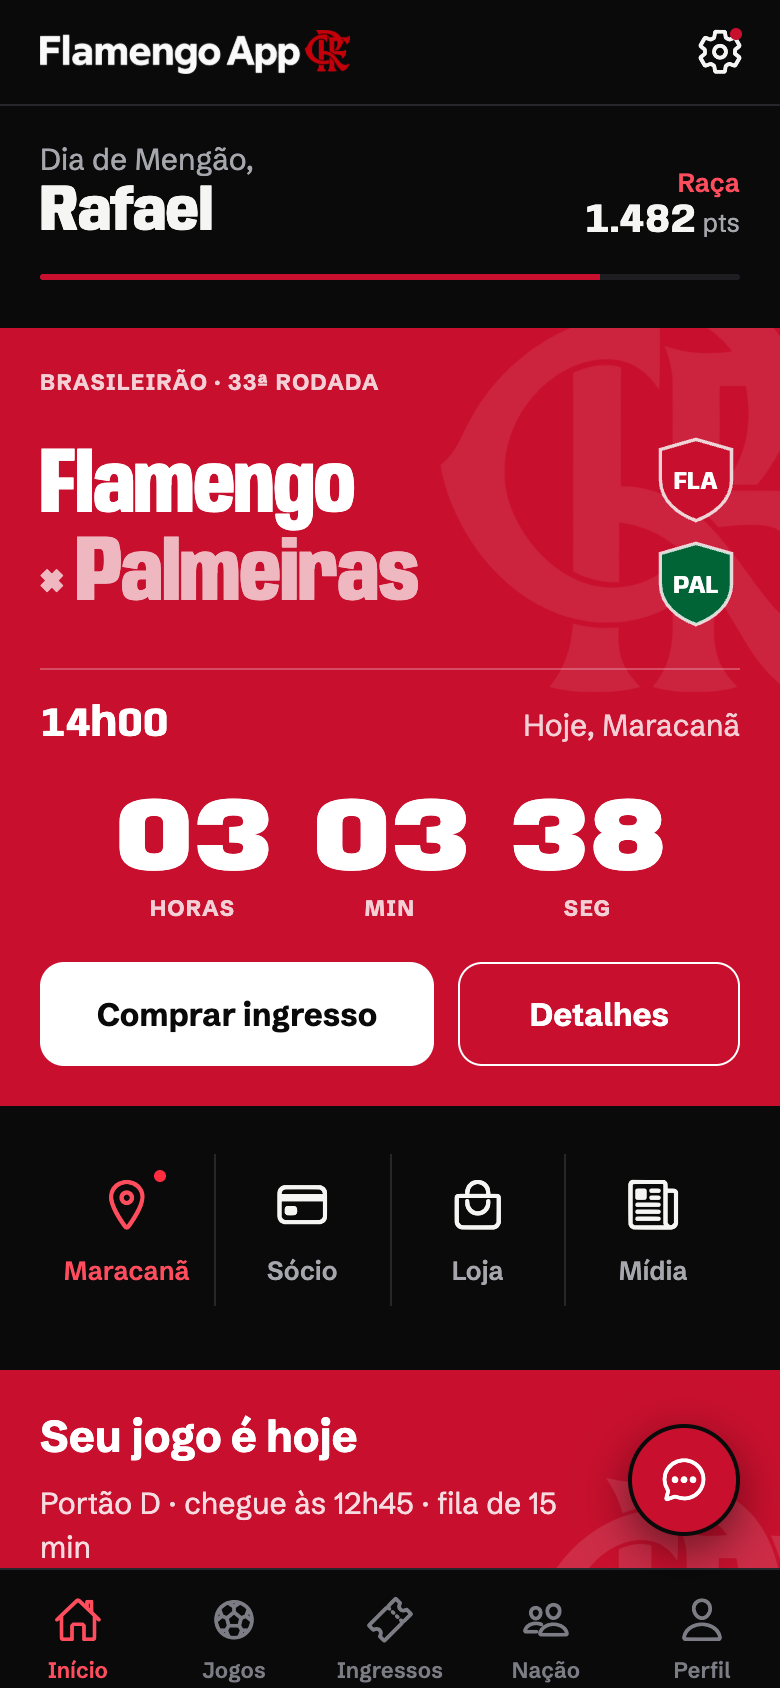 Flamengo App
Dia de Mengão,
Rafael
Raça
1.482 pts
BRASILEIRÃO · 33ª RODADA
Flamengo
× Palmeiras
FLA
PAL
14h00
Hoje, Maracanã
03 03 38
HORAS MIN SEG
Comprar ingresso
Detalhes
Maracanã
Sócio
Loja
Mídia
Seu jogo é hoje
Portão D · chegue às 12h45 · fila de 15
min
Início
Jogos
Ingressos
Nação
Perfil